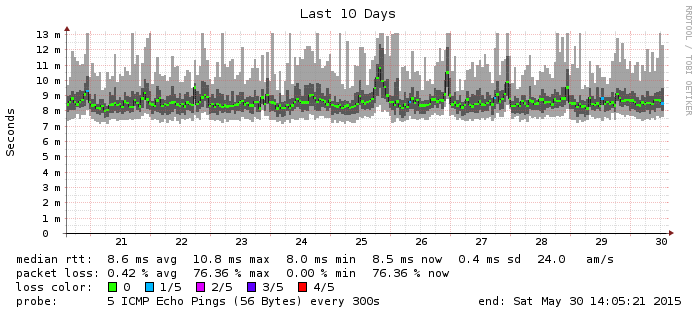 Last 10 Days
RRDTOOL / TOBI OETIKER
Seconds
13 m
12 m
11 m
10 m
9 m
8 m
7 m
6 m
5 m
4 m
3 m
2 m
1 m
0
21 22 23 24 25 26 27 28 29 30
median rtt: 8.6 ms avg 10.8 ms max 8.0 ms min 8.5 ms now 0.4 ms sd 24.0 am/s
packet loss: 0.42 % avg 76.36 % max 0.00 % min 76.36 % now
loss color: 0 1/5 2/5 3/5 4/5
probe: 5 ICMP Echo Pings (56 Bytes) every 300s end: Sat May 30 14:05:21 2015